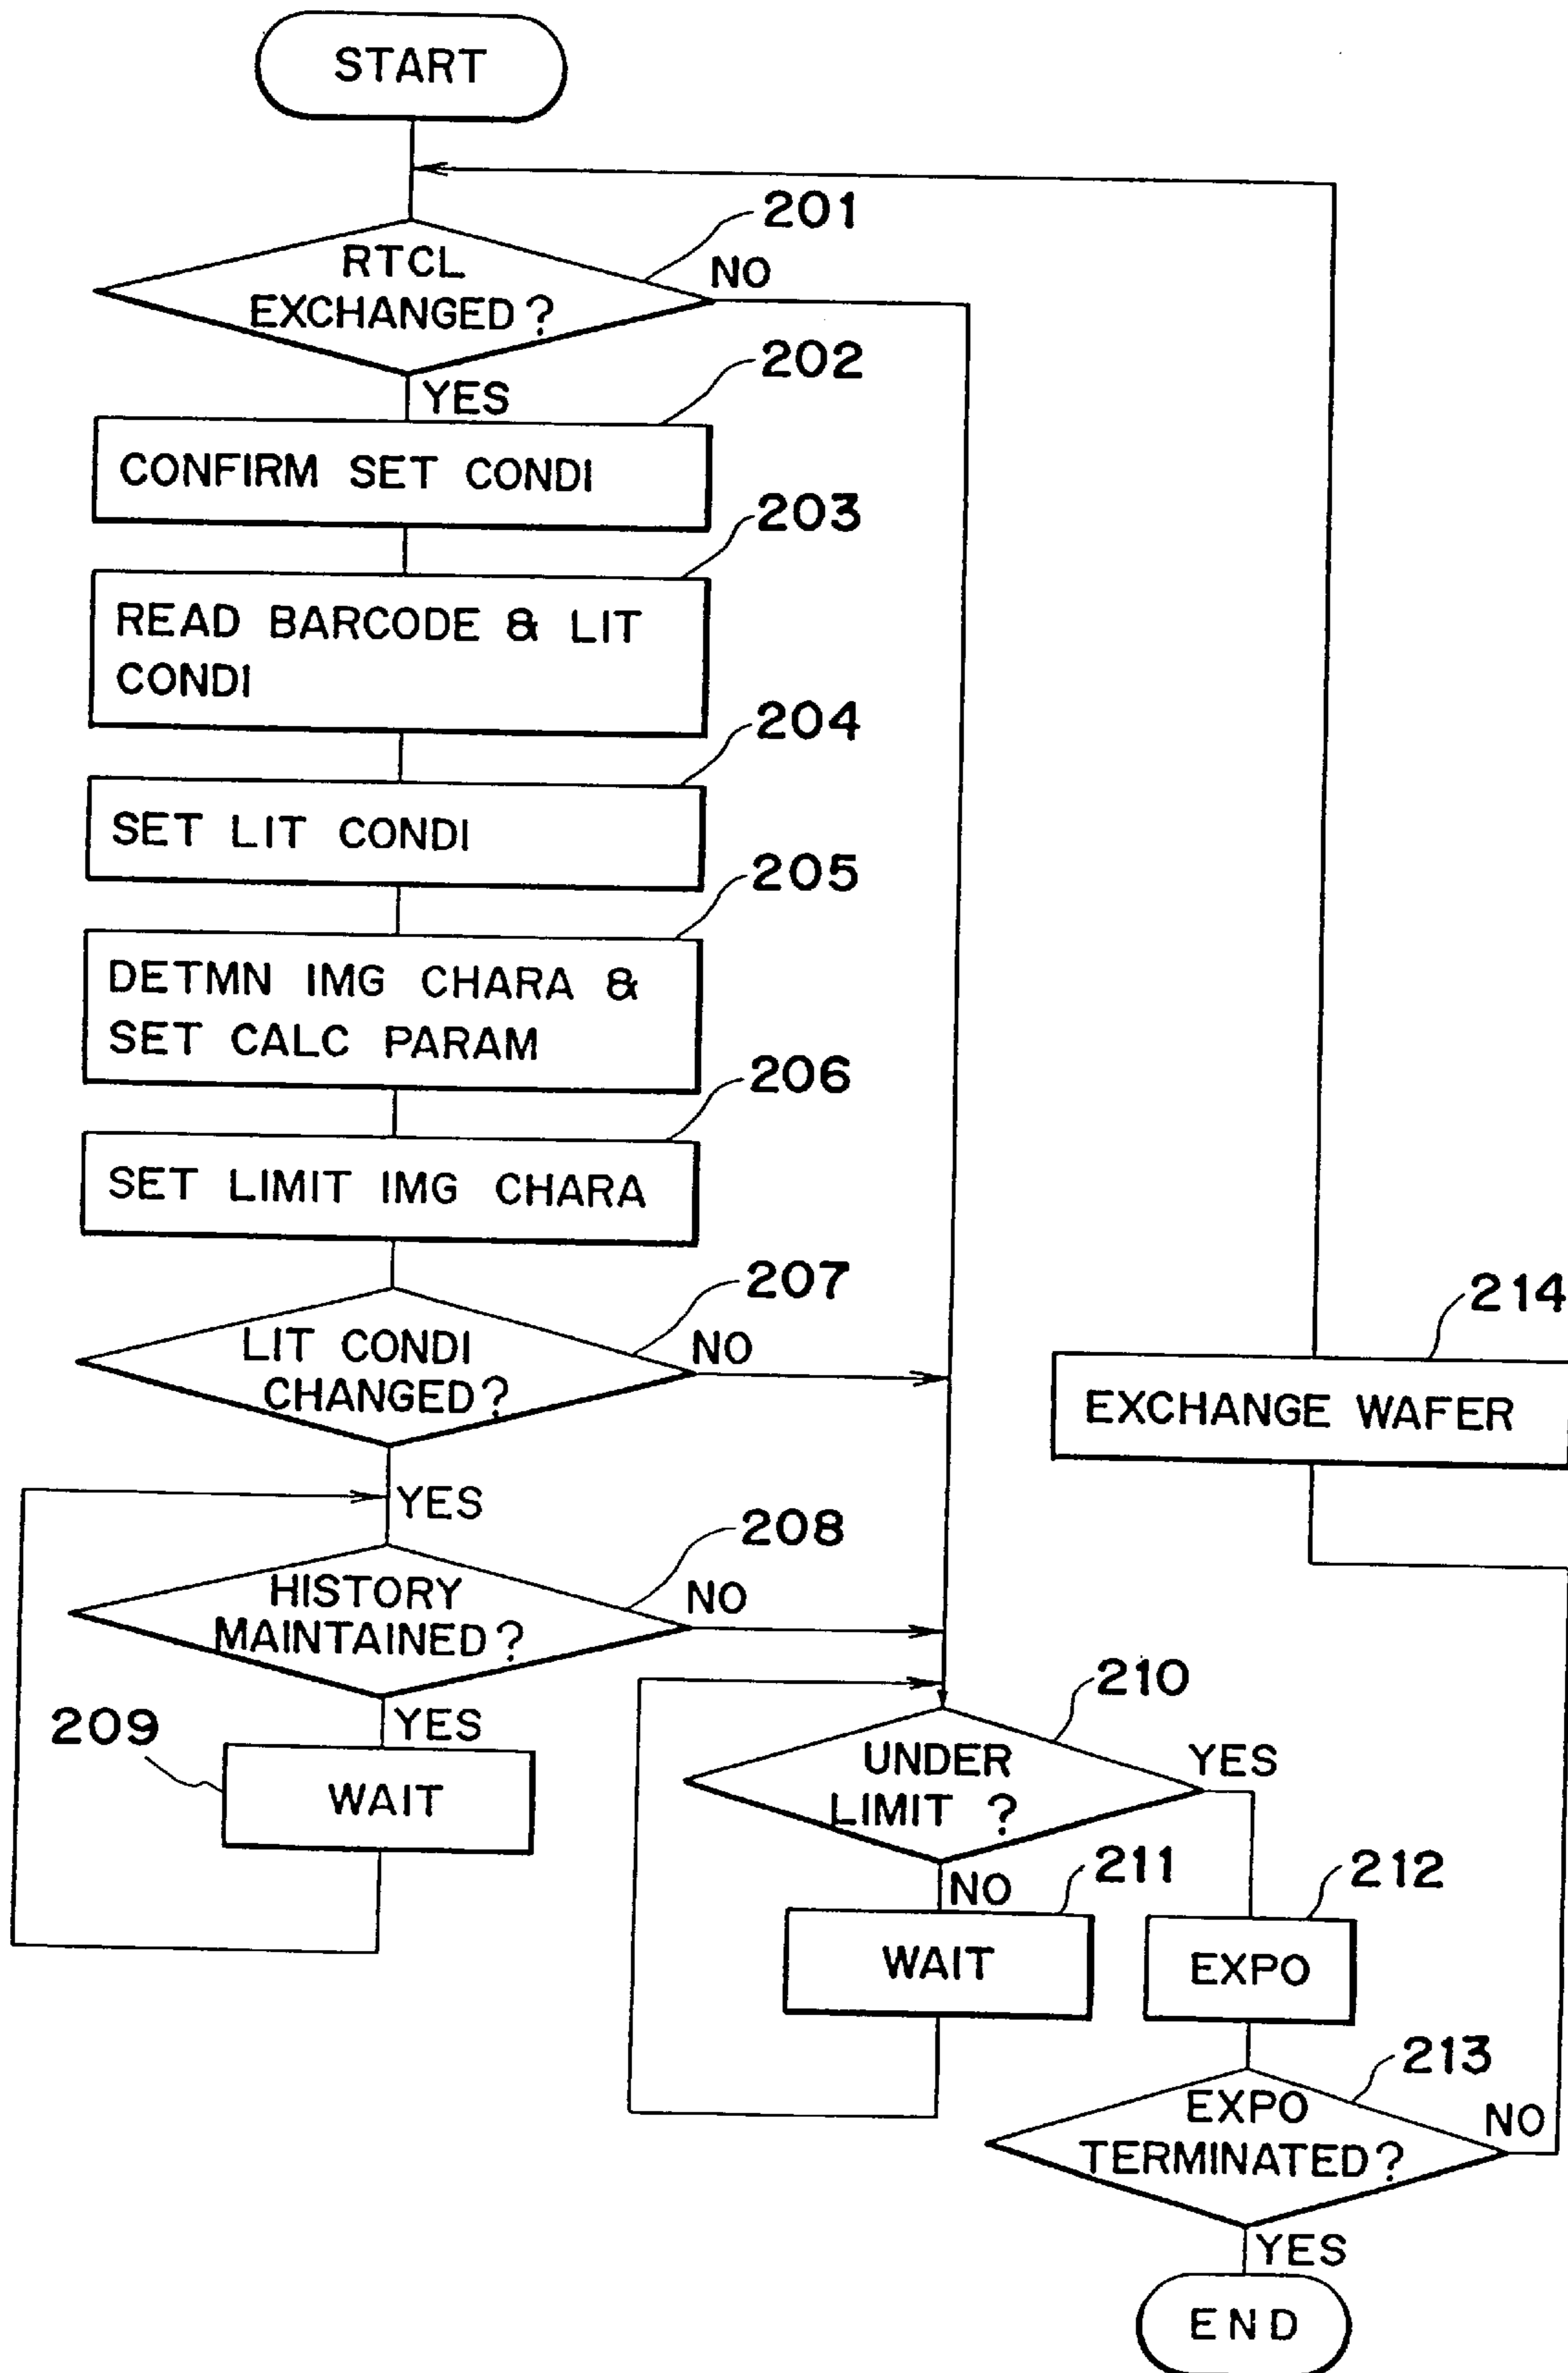 START
201
RTCL
EXCHANGED?
NO
YES
202
CONFIRM SET CONDI
203
READ BARCODE & LIT
CONDI
204
SET LIT CONDI
205
DETMN IMG CHARA &
SET CALC PARAM
206
SET LIMIT IMG CHARA
207
LIT CONDI
CHANGED?
NO
YES
214
EXCHANGE WAFER
208
HISTORY
MAINTAINED?
NO
YES
209
WAIT
210
UNDER
LIMIT ?
YES
NO
211
WAIT
212
EXPO
213
EXPO
TERMINATED?
NO
YES
END